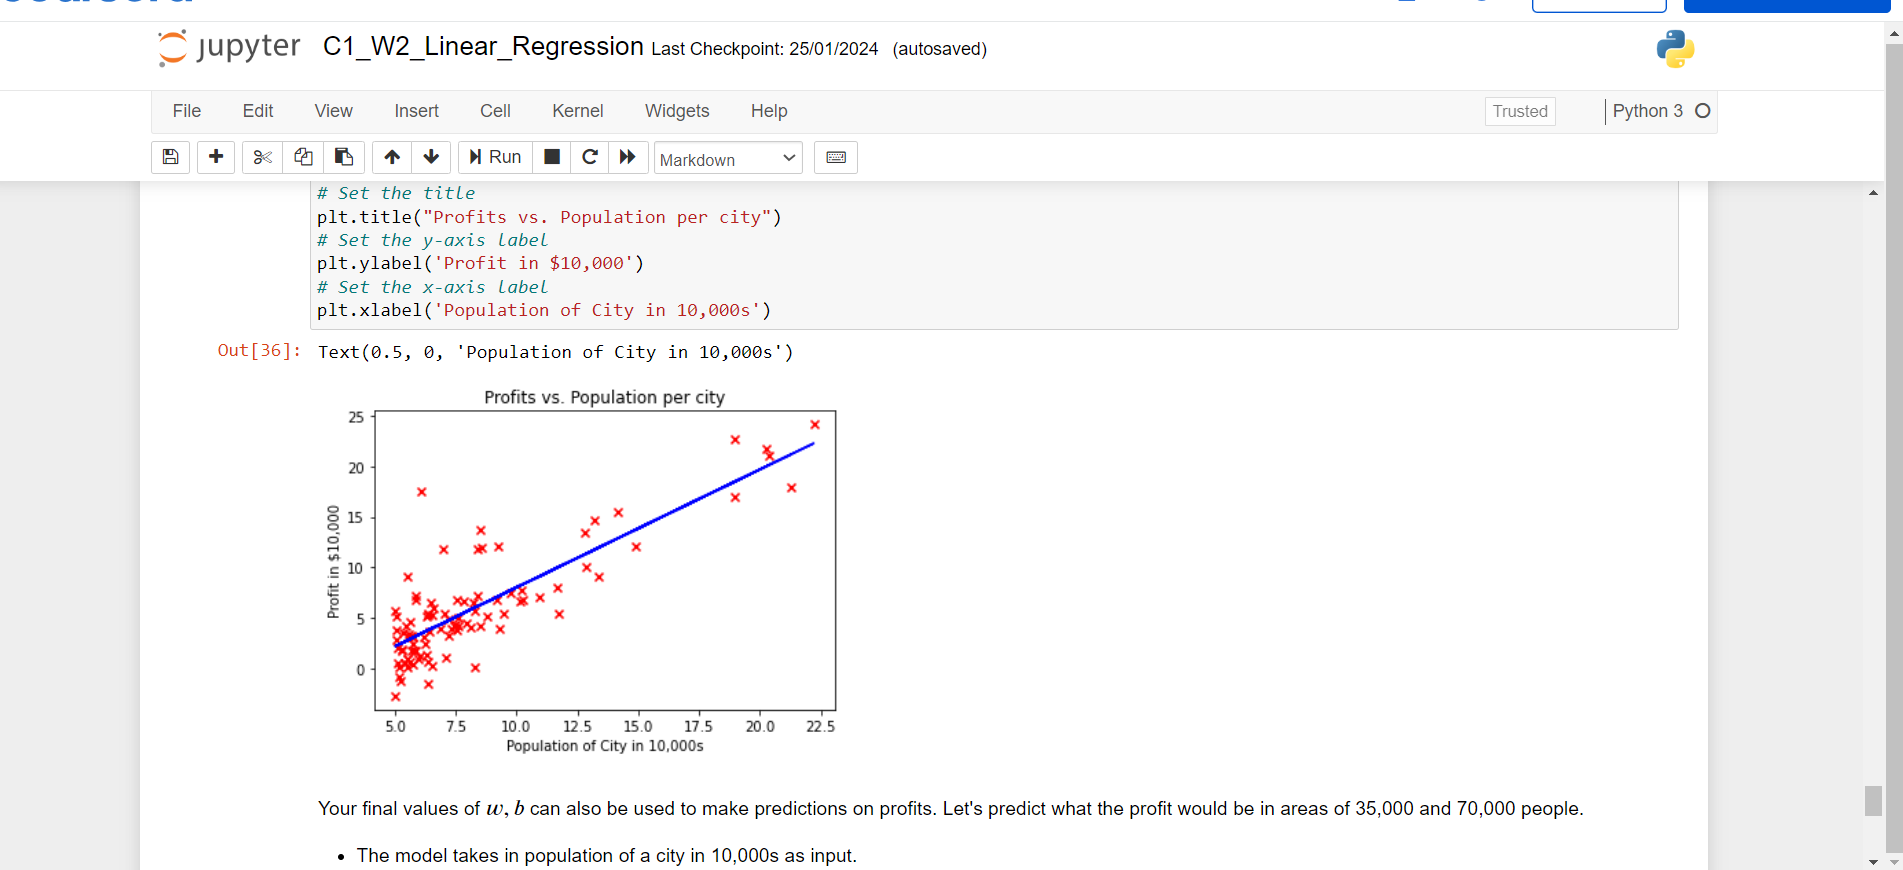 jupyter C1_W2_Linear_Regression Last Checkpoint: 25/01/2024 (autosaved)
File Edit View Insert Cell Kernel Widgets Help Trusted Python 3
Run Markdown
# Set the title
plt.title("Profits vs. Population per city")
# Set the y-axis label
plt.ylabel('Profit in $10,000')
# Set the x-axis label
plt.xlabel('Population of City in 10,000s')
Out[36]: Text(0.5, 0, 'Population of City in 10,000s')
Profits vs. Population per city
25
20
15
10
5
0
Profit in $10,000
5.0 7.5 10.0 12.5 15.0 17.5 20.0 22.5
Population of City in 10,000s
Your final values of w, b can also be used to make predictions on profits. Let's predict what the profit would be in areas of 35,000 and 70,000 people.
• The model takes in population of a city in 10,000s as input.